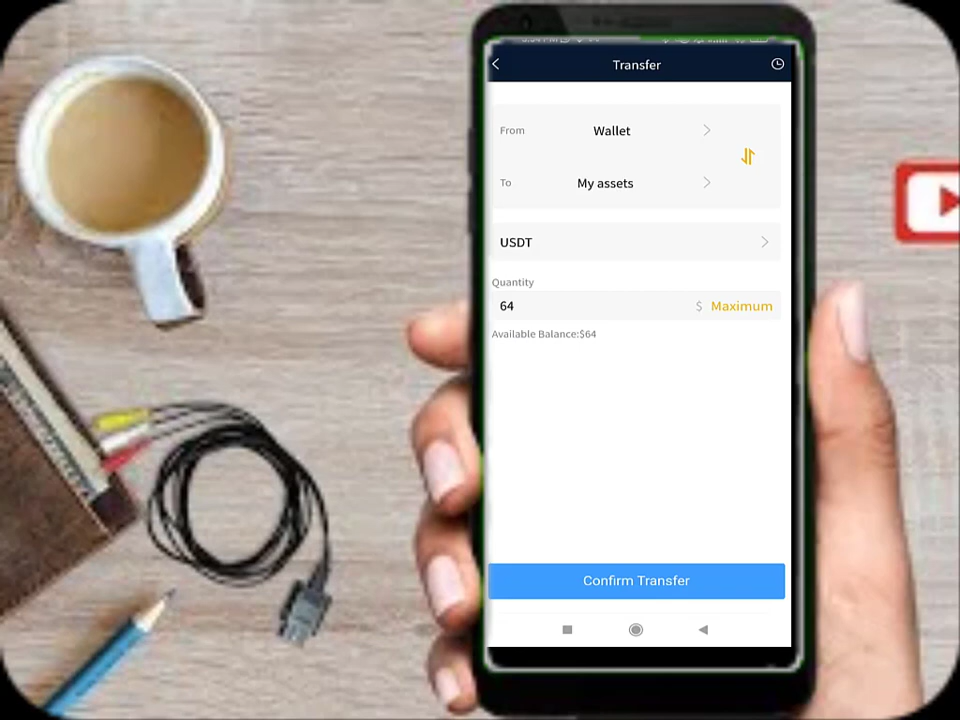 Transfer
From Wallet
To My assets
USDT
Quantity
64 $ Maximum
Available Balance:$64
Confirm Transfer